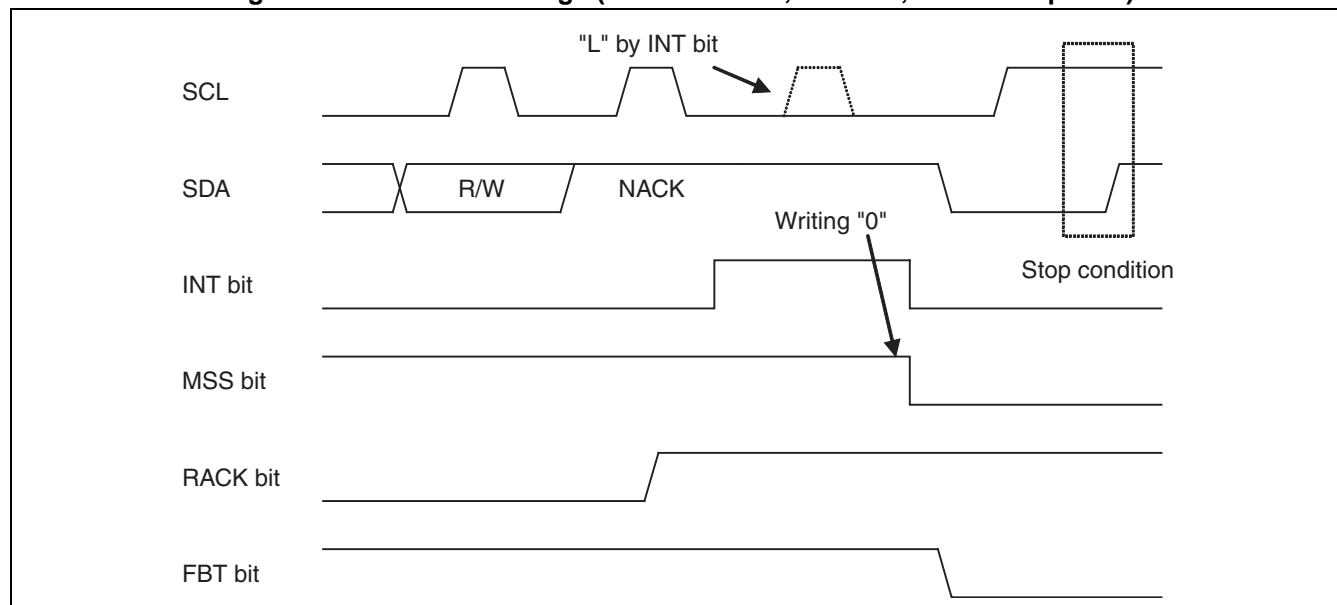 "L" by INT bit
SCL
SDA
R/W
NACK
Writing "0"
INT bit
Stop condition
MSS bit
RACK bit
FBT bit